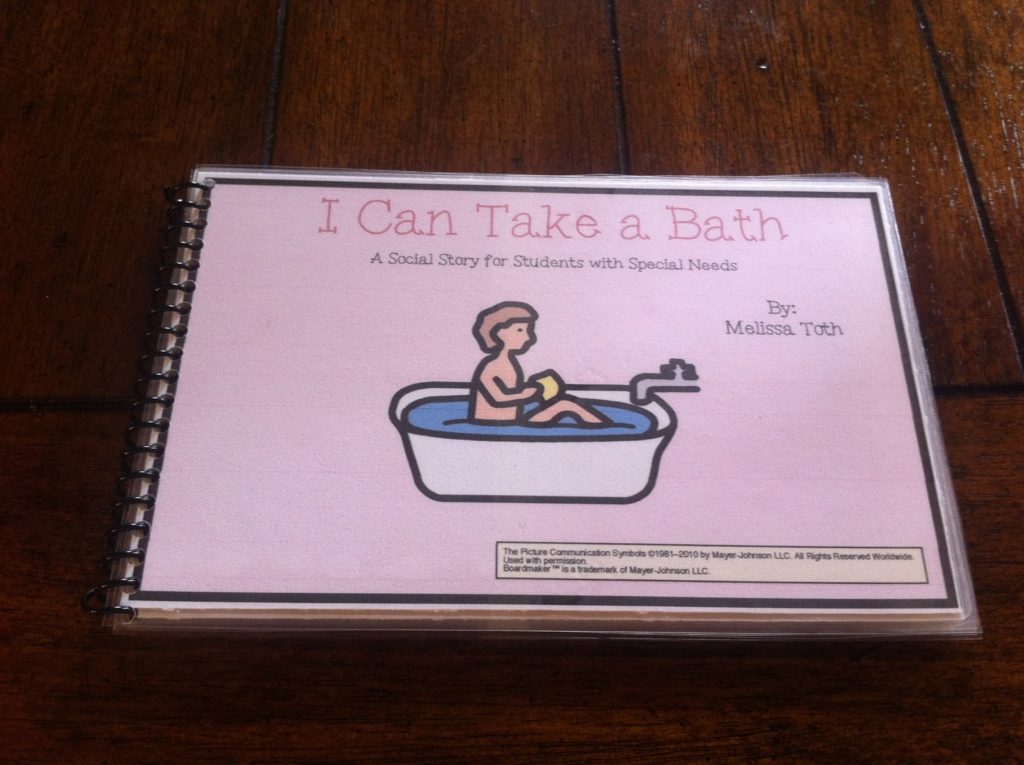 I Can Take a Bath
A Social Story for Students with Special Needs
By:
Melissa Toth
The Picture Communication Symbols ©1981–2010 by Mayer-Johnson LLC. All Rights Reserved Worldwide.
Used with permission.
Boardmaker™ is a trademark of Mayer-Johnson LLC.